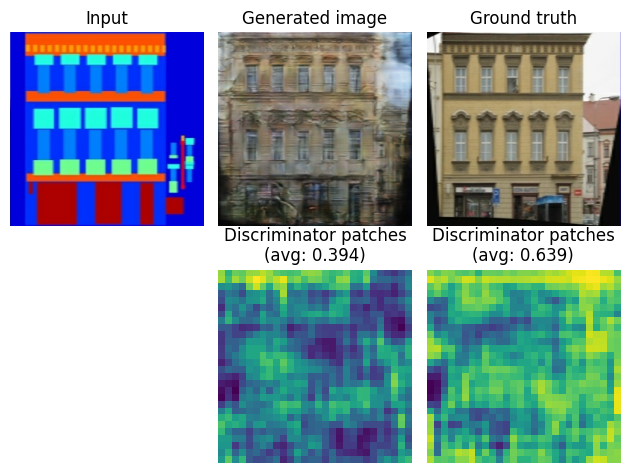 Input
Generated image
Ground truth
Discriminator patches
(avg: 0.394)
Discriminator patches
(avg: 0.639)